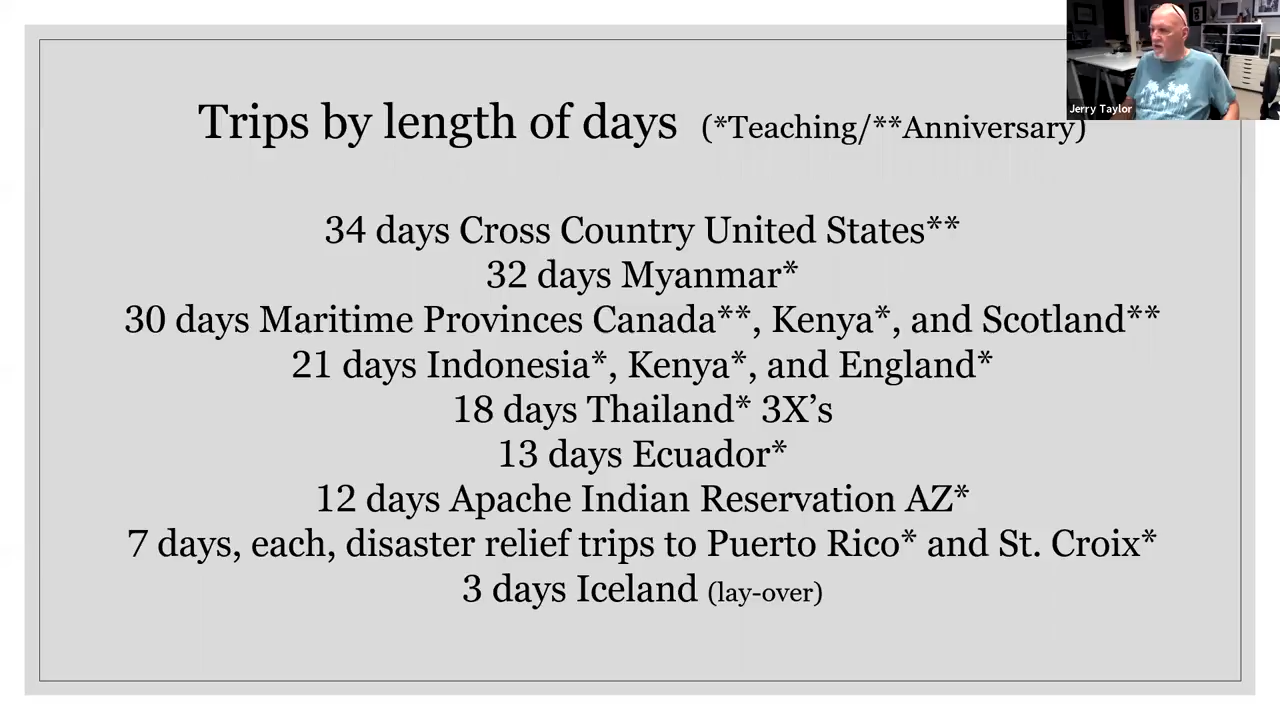 Jerry Taylor
Trips by length of days (*Teaching/**Anniversary)
34 days Cross Country United States**
32 days Myanmar*
30 days Maritime Provinces Canada**, Kenya*, and Scotland**
21 days Indonesia*, Kenya*, and England*
18 days Thailand* 3X’s
13 days Ecuador*
12 days Apache Indian Reservation AZ*
7 days, each, disaster relief trips to Puerto Rico* and St. Croix*
3 days Iceland (lay-over)